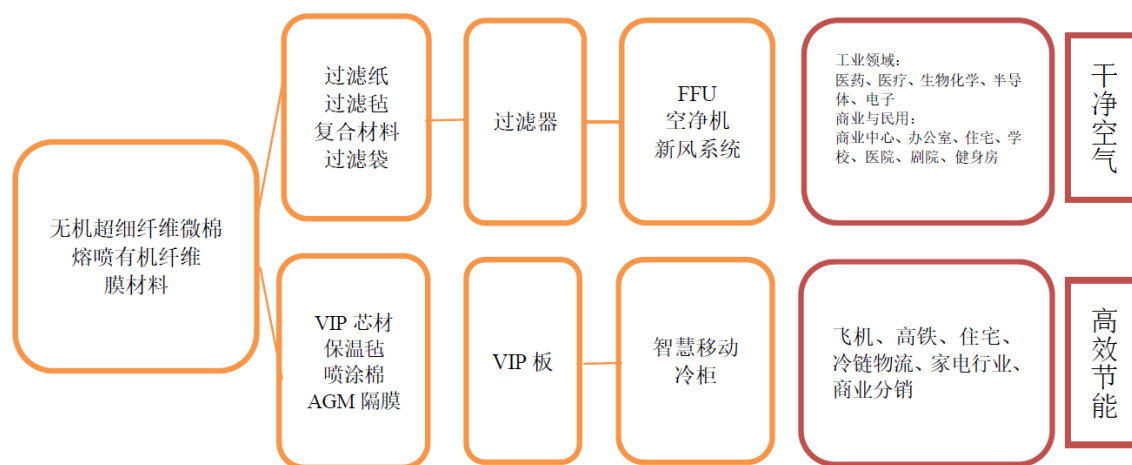 无机超细纤维微棉
熔喷有机纤维
膜材料
过滤纸
过滤毡
复合材料
过滤袋
过滤器
FFU
空净机
新风系统
工业领域：
医药、医疗、生物化学、半导
体、电子
商业与民用：
商业中心、办公室、住宅、学
校、医院、剧院、健身房
干净空气
VIP 芯材
保温毡
喷涂棉
AGM 隔膜
VIP 板
智慧移动
冷柜
飞机、高铁、住宅、
冷链物流、家电行业、
商业分销
高效节能